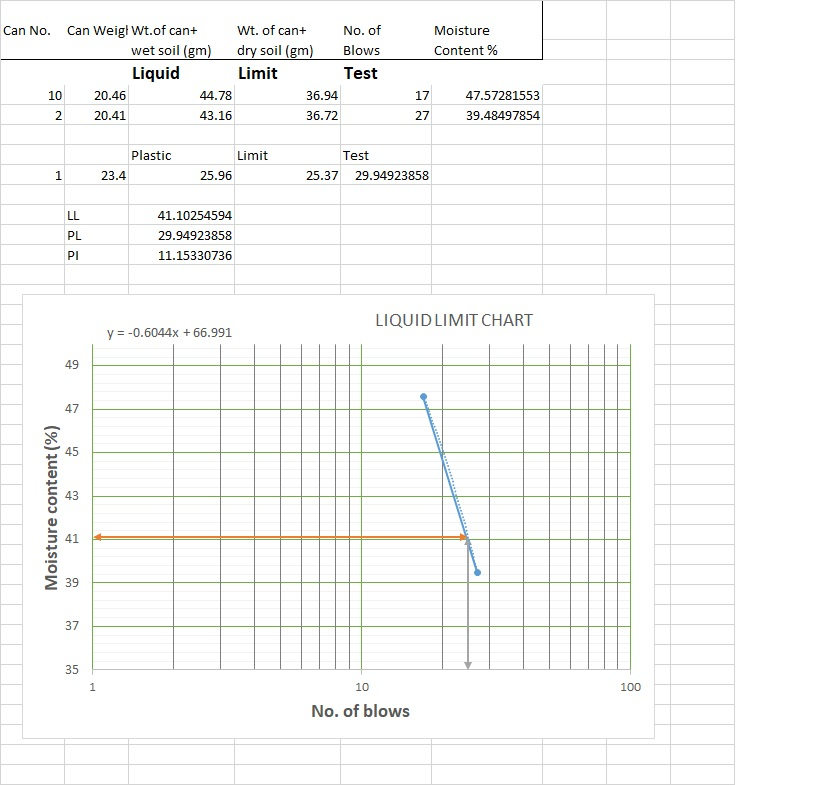 Can No. Can Weigl Wt.of can+ Wt. of can+ No. of Moisture
wet soil (gm) dry soil (gm) Blows Content %
Liquid Limit Test
10 20.46 44.78 36.94 17 47.57281553
2 20.41 43.16 36.72 27 39.48497854
Plastic Limit Test
1 23.4 25.96 25.37 29.94923858
LL 41.10254594
PL 29.94923858
PI 11.15330736
LIQUID LIMIT CHART
y = -0.6044x + 66.991
49
47
45
43
41
39
37
35
Moisture content (%)
1 10 100
No. of blows